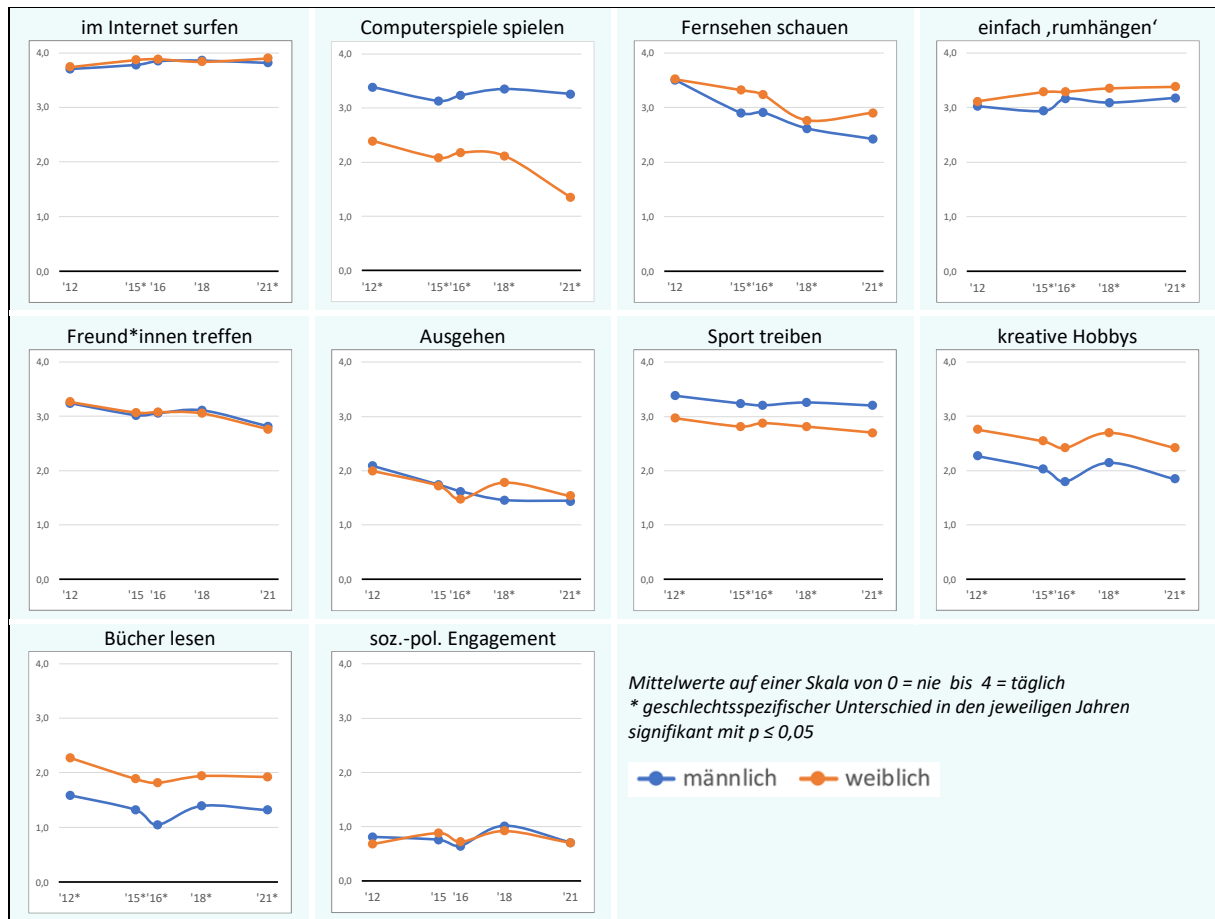 im Internet surfen
4,0
3,0
2,0
1,0
0,0
'12 '15* '16 '18 '21*
Computerspiele spielen
4,0
3,0
2,0
1,0
0,0
'12* '15* '16* '18* '21*
Fernsehen schauen
4,0
3,0
2,0
1,0
0,0
'12 '15* '16* '18* '21*
einfach ‚rumhängen‘
4,0
3,0
2,0
1,0
0,0
'12 '15* '16* '18* '21*
Freund*innen treffen
4,0
3,0
2,0
1,0
0,0
'12 '15 '16 '18 '21
Ausgehen
4,0
3,0
2,0
1,0
0,0
'12 '15 '16* '18* '21*
Sport treiben
4,0
3,0
2,0
1,0
0,0
'12* '15* '16* '18* '21*
kreative Hobbys
4,0
3,0
2,0
1,0
0,0
'12* '15* '16* '18* '21*
Bücher lesen
4,0
3,0
2,0
1,0
0,0
'12* '15* '16* '18* '21*
soz.-pol. Engagement
4,0
3,0
2,0
1,0
0,0
'12 '15 '16 '18 '21
Mittelwerte auf einer Skala von 0 = nie bis 4 = täglich
* geschlechtsspezifischer Unterschied in den jeweiligen Jahren
signifikant mit p ≤ 0,05
männlich weiblich